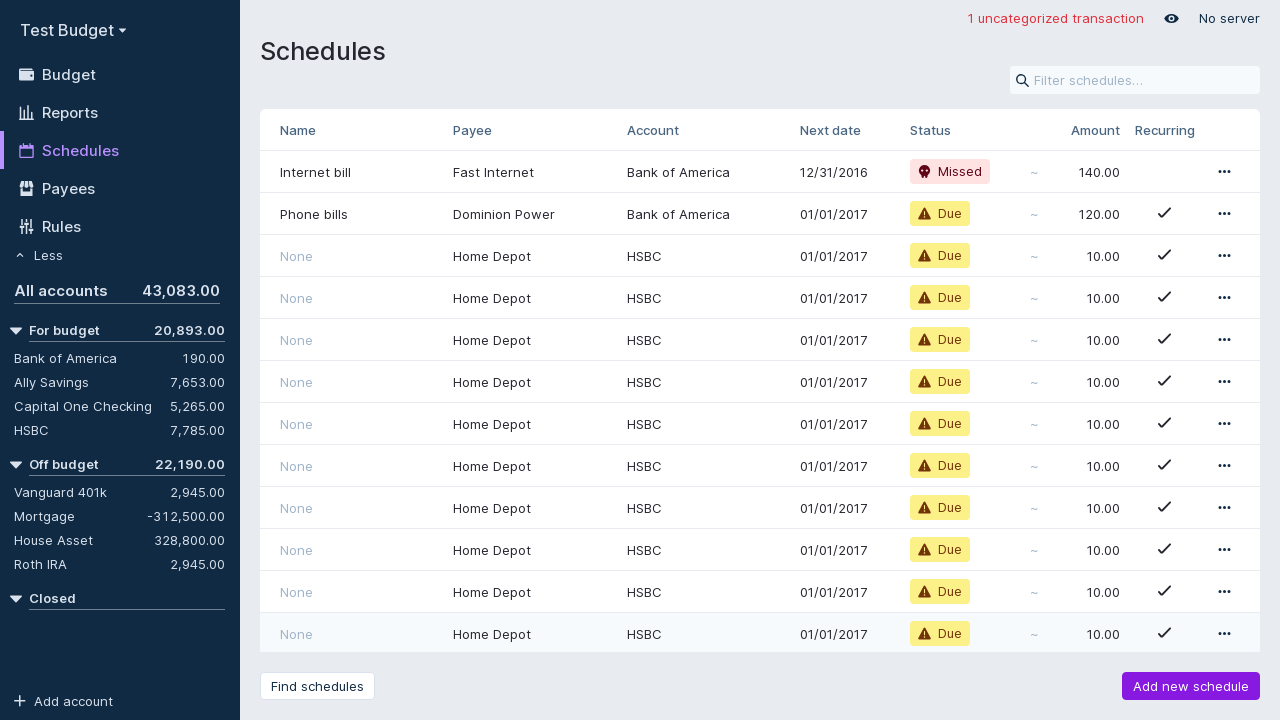 Test Budget
Budget
Reports
Schedules
Payees
Rules
Less
All accounts 43,083.00
For budget 20,893.00
Bank of America 190.00
Ally Savings 7,653.00
Capital One Checking 5,265.00
HSBC 7,785.00
Off budget 22,190.00
Vanguard 401k 2,945.00
Mortgage -312,500.00
House Asset 328,800.00
Roth IRA 2,945.00
Closed
Add account
1 uncategorized transaction No server
Schedules
Filter schedules...
Name Payee Account Next date Status Amount Recurring
Internet bill Fast Internet Bank of America 12/31/2016 Missed ~ 140.00
Phone bills Dominion Power Bank of America 01/01/2017 Due ~ 120.00
None Home Depot HSBC 01/01/2017 Due ~ 10.00
None Home Depot HSBC 01/01/2017 Due ~ 10.00
None Home Depot HSBC 01/01/2017 Due ~ 10.00
None Home Depot HSBC 01/01/2017 Due ~ 10.00
None Home Depot HSBC 01/01/2017 Due ~ 10.00
None Home Depot HSBC 01/01/2017 Due ~ 10.00
None Home Depot HSBC 01/01/2017 Due ~ 10.00
None Home Depot HSBC 01/01/2017 Due ~ 10.00
None Home Depot HSBC 01/01/2017 Due ~ 10.00
None Home Depot HSBC 01/01/2017 Due ~ 10.00
Find schedules Add new schedule